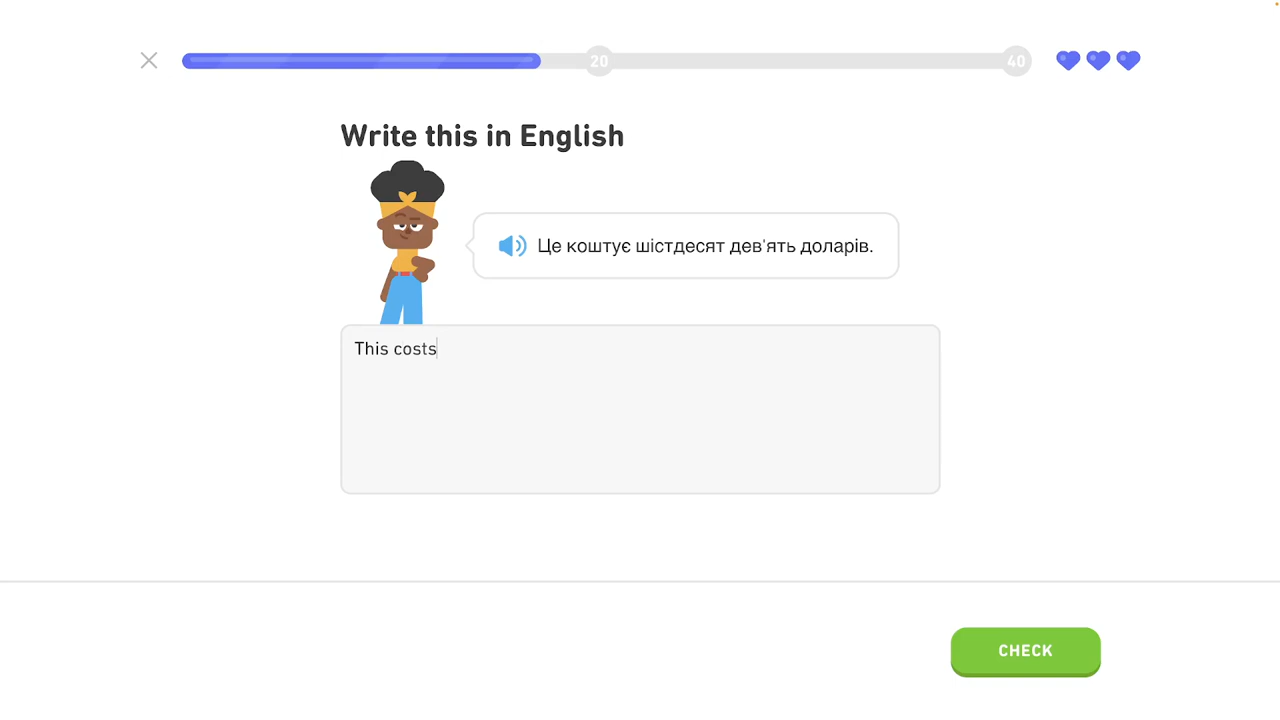 20
40
Write this in English
Це коштує шістдесят дев'ять доларів.
This costs
CHECK